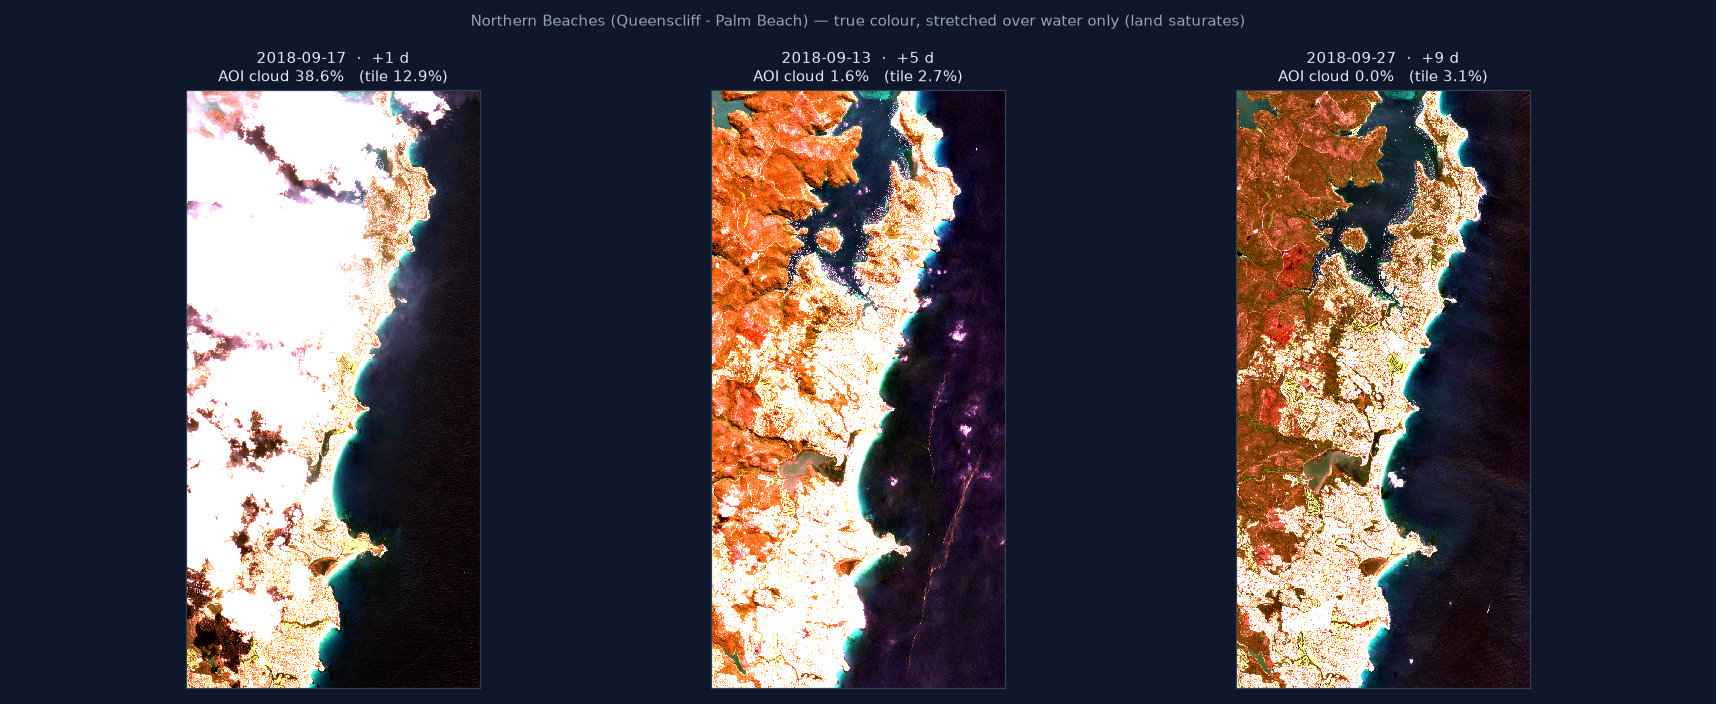 Northern Beaches (Queenscliff - Palm Beach) — true colour, stretched over water only (land saturates)
2018-09-17 · +1 d
AOI cloud 38.6% (tile 12.9%)
2018-09-13 · +5 d
AOI cloud 1.6% (tile 2.7%)
2018-09-27 · +9 d
AOI cloud 0.0% (tile 3.1%)